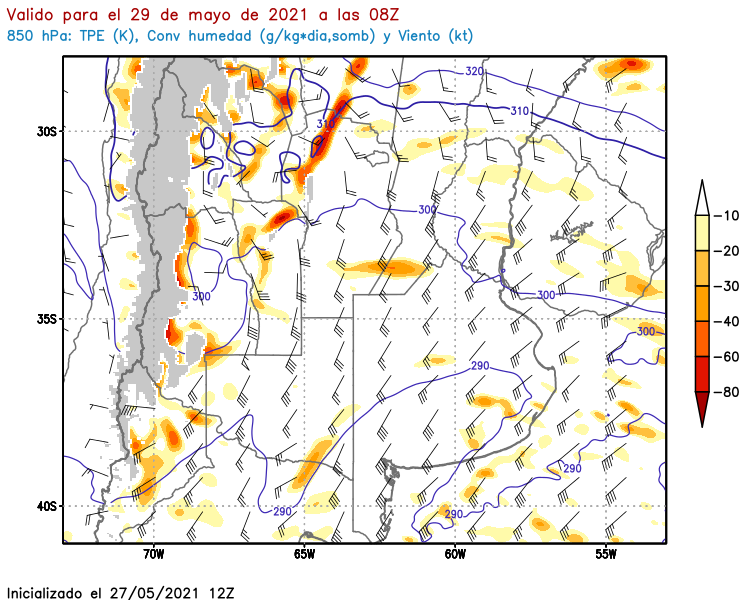 Valido para el 29 de mayo de 2021 a las 08Z
850 hPa: TPE (K), Conv humedad (g/kg*dia,somb) y Viento (kt)
320
310
310
30S
300
300
300
35S
300
290
290
290
290
40S
70W 65W 60W 55W
-10
-20
-30
-40
-60
-80
Inicializado el 27/05/2021 12Z